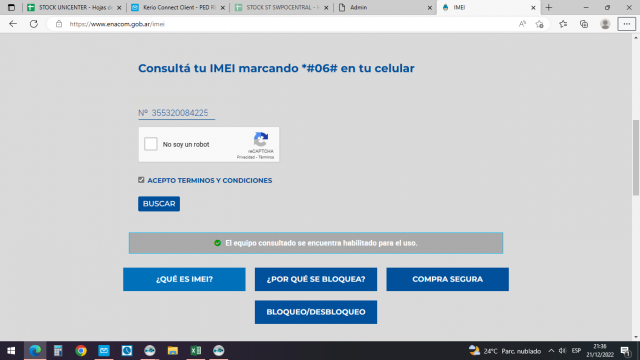 STOCK UNICENTER - Hojas de
Kerio Connect Client - PED R
STOCK ST SWPOCENTRAL -
Admin
IMEI
https://www.enacom.gob.ar/imei
Consultá tu IMEI marcando *#06# en tu celular
Nº 355320084225
No soy un robot
reCAPTCHA
Privacidad - Términos
ACEPTO TERMINOS Y CONDICIONES
BUSCAR
El equipo consultado se encuentra habilitado para el uso.
¿QUÉ ES IMEI?
¿POR QUÉ SE BLOQUEA?
COMPRA SEGURA
BLOQUEO/DESBLOQUEO
24°C Parc. nublado
ESP
21:36
21/12/2022